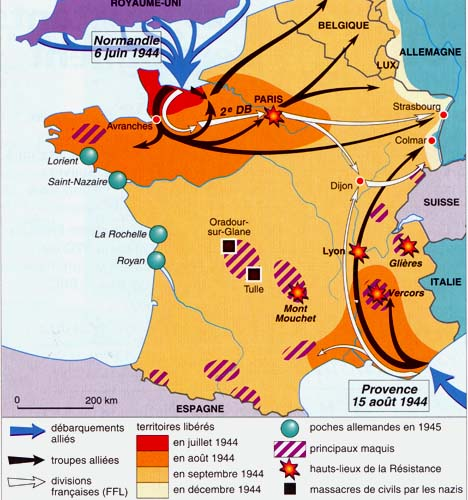 ROYAUME-UNI
Normandie
6 juin 1944
BELGIQUE
LUX
ALLEMAGNE
PARIS
2e DB
Avranches
Strasbourg
Colmar
Lorient
Saint-Nazaire
Dijon
SUISSE
La Rochelle
Oradour-
sur-Glane
Royan
Lyon
Glières
Tulle
ITALIE
Vercors
Mont
Mouchet
0 200 km
ESPAGNE
Provence
15 août 1944
débarquements
alliés
troupes alliées
divisions
françaises (FFL)
territoires libérés
en juillet 1944
en août 1944
en septembre 1944
en décembre 1944
poches allemandes en 1945
principaux maquis
hauts-lieux de la Résistance
massacres de civils par les nazis